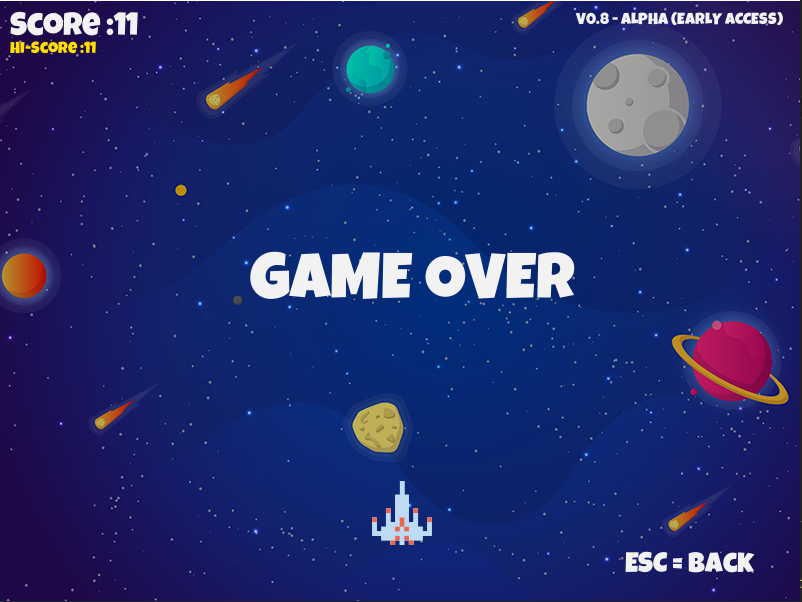 SCORE :11
HI-SCORE :11
V0.8 - ALPHA (EARLY ACCESS)
GAME OVER
ESC = BACK